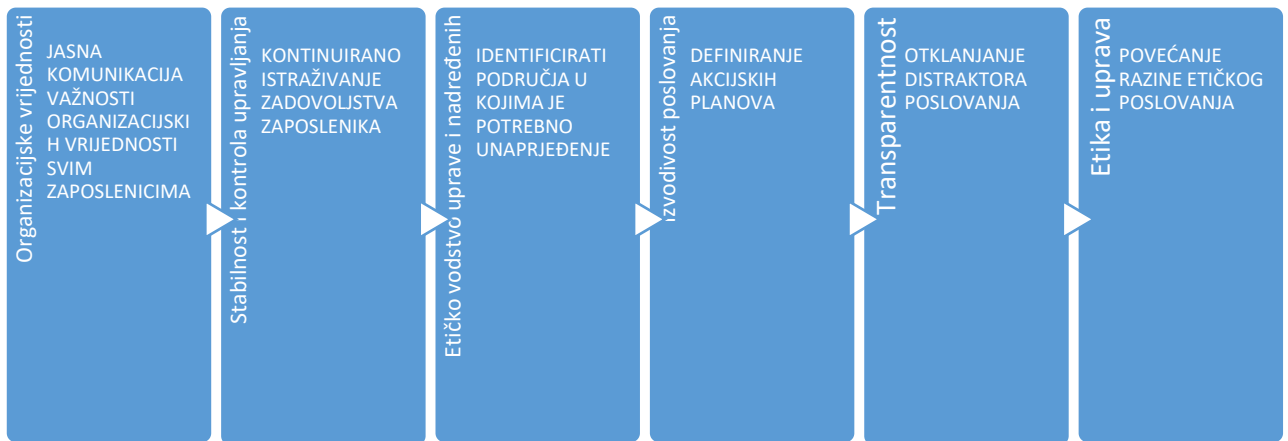 Organizacijske vrijednosti
JASNA
KOMUNIKACIJA
VAŽNOSTI
ORGANIZACIJSKI
H VRIJEDNOSTI
SVIM
ZAPOSLENICIMA
Stabilnost i kontrola upravljanja
KONTINUIRANO
ISTRAŽIVANJE
ZADOVOLJSTVA
ZAPOSLENIKA
Etičko vodstvo uprave i nadređenih
IDENTIFICIRATI
PODRUČJA U
KOJIMA JE
POTREBNO
UNAPRJEĐENJE
Izvodivost poslovanja
DEFINIRANJE
AKCIJSKIH
PLANOVA
Transparentnost
OTKLANJANJE
DISTRAKTORA
POSLOVANJA
Etika i uprava
POVEĆANJE
RAZINE ETIČKOG
POSLOVANJA